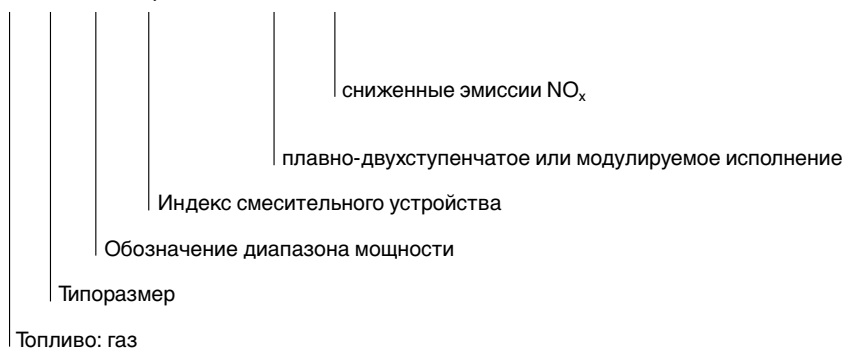 сниженные эмиссии NOₓ
плавно-двухступенчатое или модулируемое исполнение
Индекс смесительного устройства
Обозначение диапазона мощности
Типоразмер
Топливо: газ